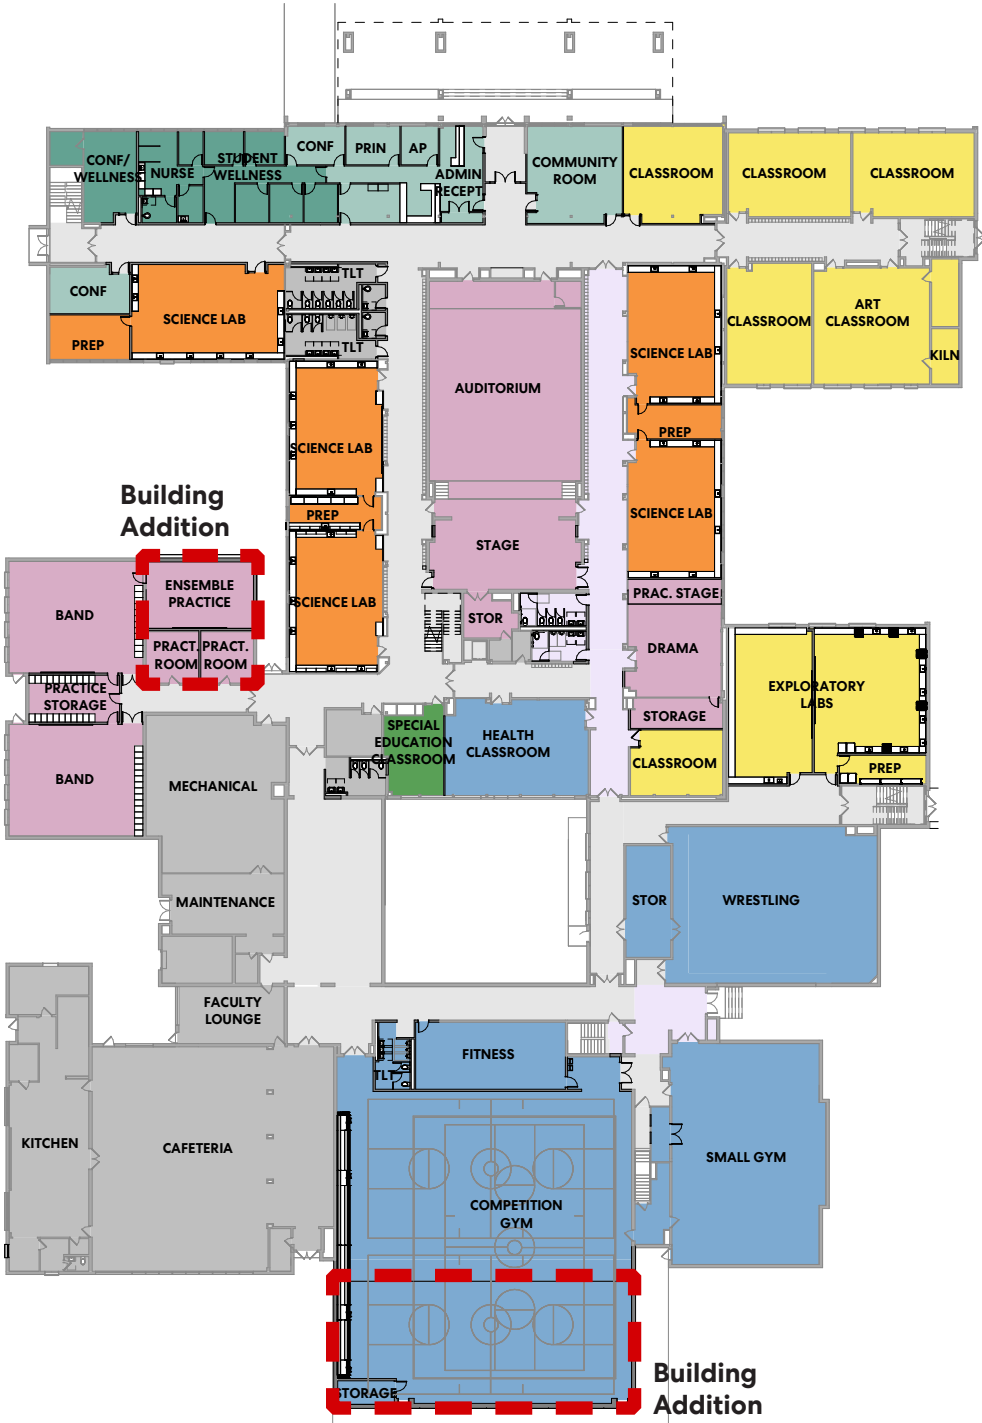 CONF/
WELLNESS
NURSE
STUDENT
WELLNESS
CONF
PRIN
AP
ADMIN
RECEPT
COMMUNITY
ROOM
CLASSROOM
CLASSROOM
CLASSROOM
CONF
PREP
SCIENCE LAB
TLT
TLT
AUDITORIUM
SCIENCE LAB
PREP
SCIENCE LAB
CLASSROOM
ART
CLASSROOM
KILN
SCIENCE LAB
PREP
SCIENCE LAB
STAGE
STOR
PRAC. STAGE
DRAMA
STORAGE
CLASSROOM
Building
Addition
BAND
ENSEMBLE
PRACTICE
PRACT.
ROOM
PRACT.
ROOM
PRACTICE
STORAGE
BAND
MECHANICAL
SPECIAL
EDUCATION
CLASSROOM
HEALTH
CLASSROOM
EXPLORATORY
LABS
PREP
MAINTENANCE
STOR
WRESTLING
FACULTY
LOUNGE
TLT
FITNESS
KITCHEN
CAFETERIA
COMPETITION
GYM
SMALL GYM
STORAGE
Building
Addition